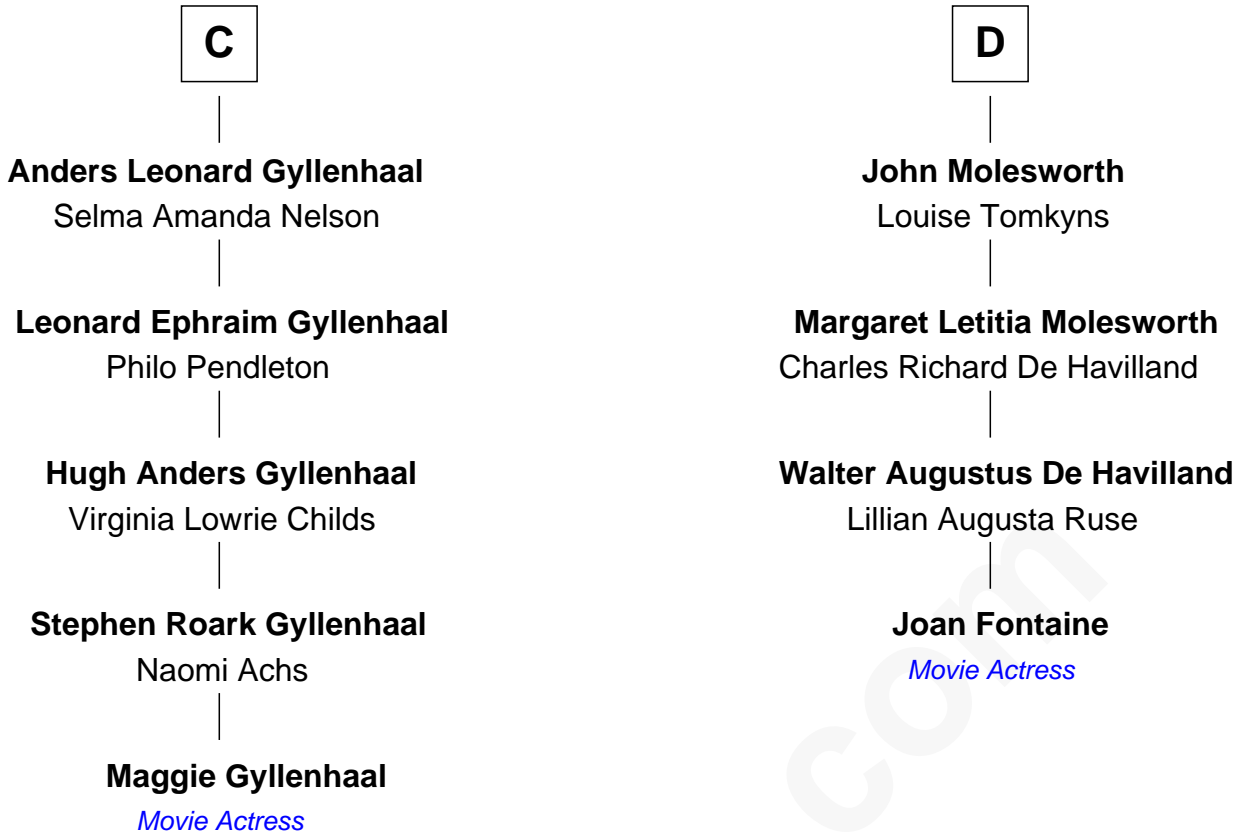 C
Anders Leonard Gyllenhaal
Selma Amanda Nelson
Leonard Ephraim Gyllenhaal
Philo Pendleton
Hugh Anders Gyllenhaal
Virginia Lowrie Childs
Stephen Roark Gyllenhaal
Naomi Achs
Maggie Gyllenhaal
Movie Actress
D
John Molesworth
Louise Tomkyns
Margaret Letitia Molesworth
Charles Richard De Havilland
Walter Augustus De Havilland
Lillian Augusta Ruse
Joan Fontaine
Movie Actress
com